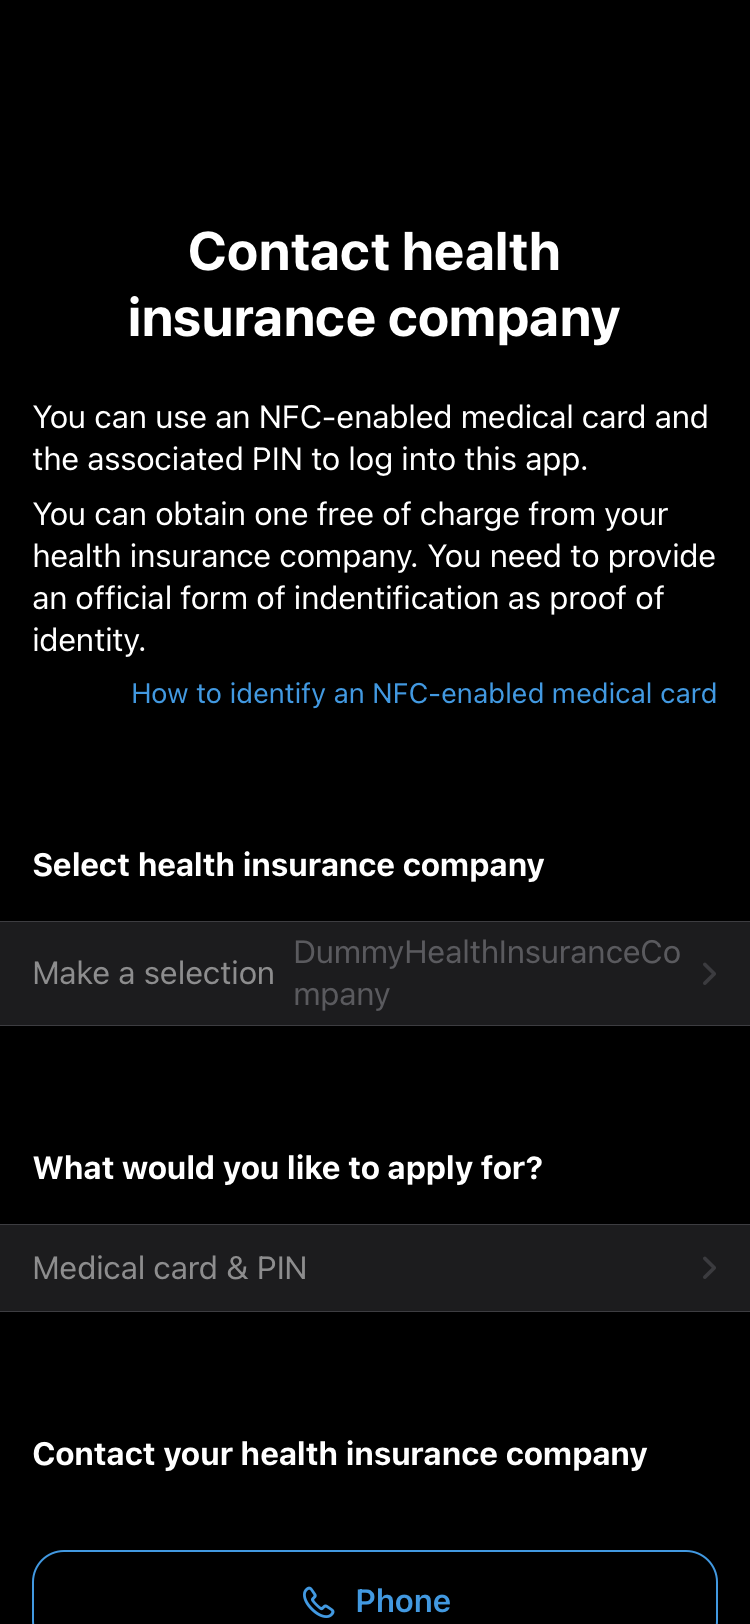 Contact health
insurance company
You can use an NFC-enabled medical card and
the associated PIN to log into this app.
You can obtain one free of charge from your
health insurance company. You need to provide
an official form of indentification as proof of
identity.
How to identify an NFC-enabled medical card
Select health insurance company
Make a selection
DummyHealthInsuranceCo
mpany
What would you like to apply for?
Medical card & PIN
Contact your health insurance company
Phone